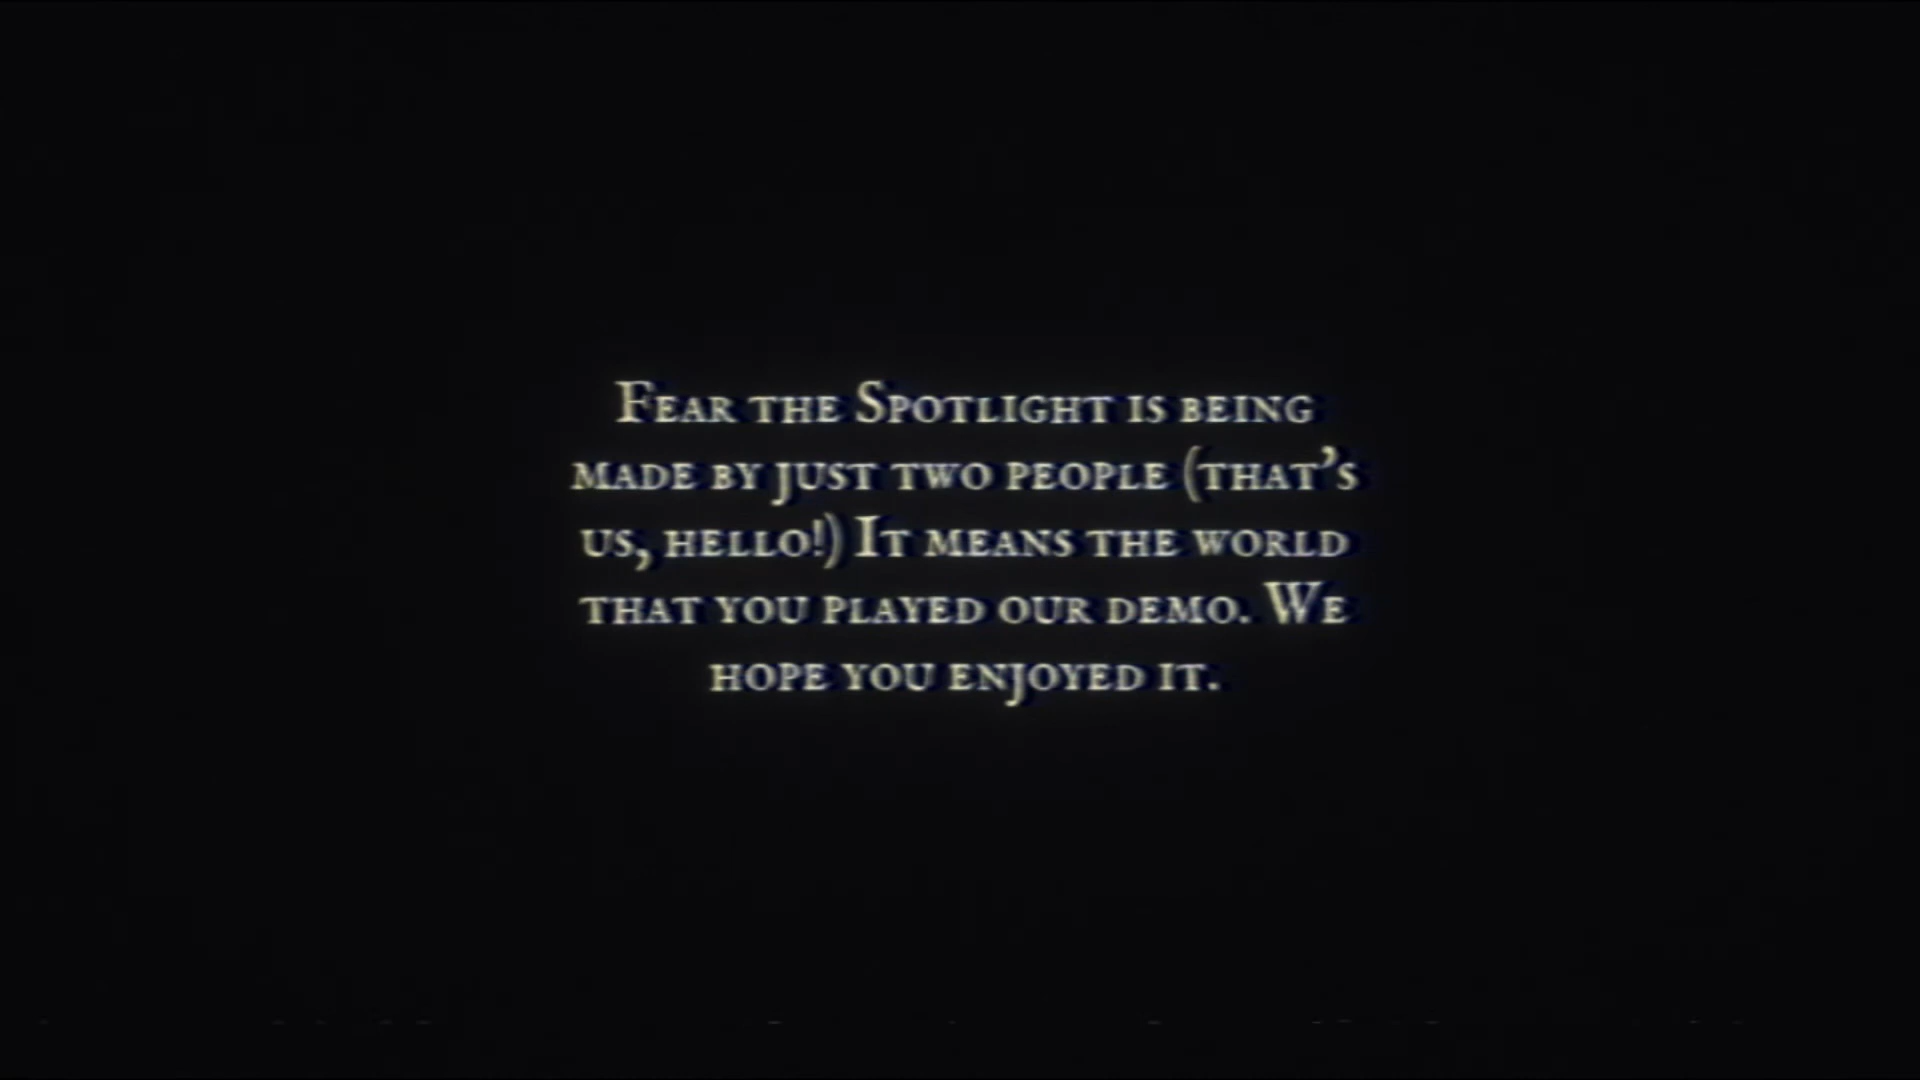 Fear the Spotlight is being
made by just two people (that's
us, hello!) It means the world
that you played our demo. We
hope you enjoyed it.